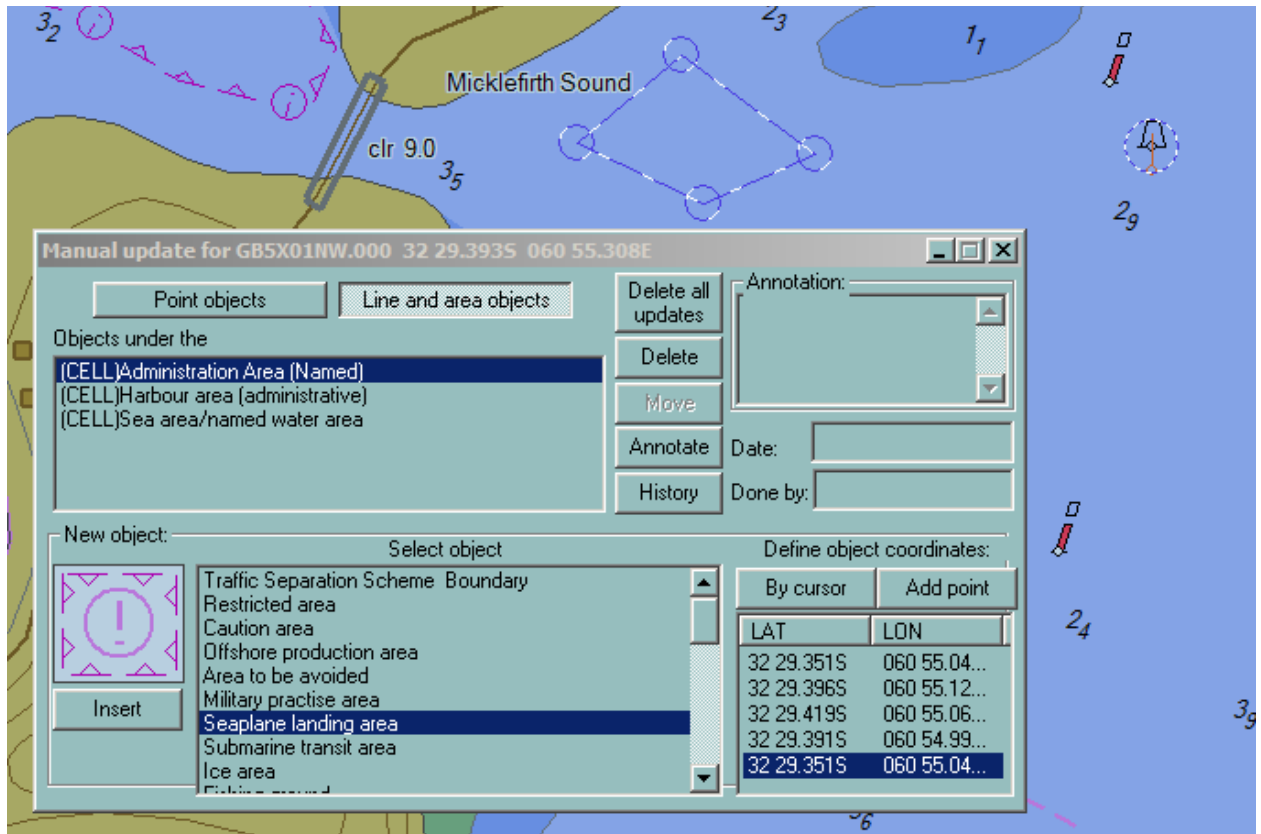 3₂
2₃
1₁
Micklefirth Sound
clr 9.0
3₅
2₉
Manual update for GB5X01NW.000 32 29.393S 060 55.308E
Point objects
Line and area objects
Delete all updates
Annotation:
Objects under the
(CELL)Administration Area (Named)
(CELL)Harbour area (administrative)
(CELL)Sea area/named water area
Delete
Move
Annotate
Date:
History
Done by:
New object:
Select object
Define object coordinates:
Traffic Separation Scheme Boundary
Restricted area
Caution area
Offshore production area
Area to be avoided
Military practise area
Seaplane landing area
Submarine transit area
Ice area
Insert
By cursor
Add point
LAT LON
32 29.351S 060 55.04...
32 29.396S 060 55.12...
32 29.419S 060 55.06...
32 29.391S 060 54.99...
32 29.351S 060 55.04...
2₄
3₉
6